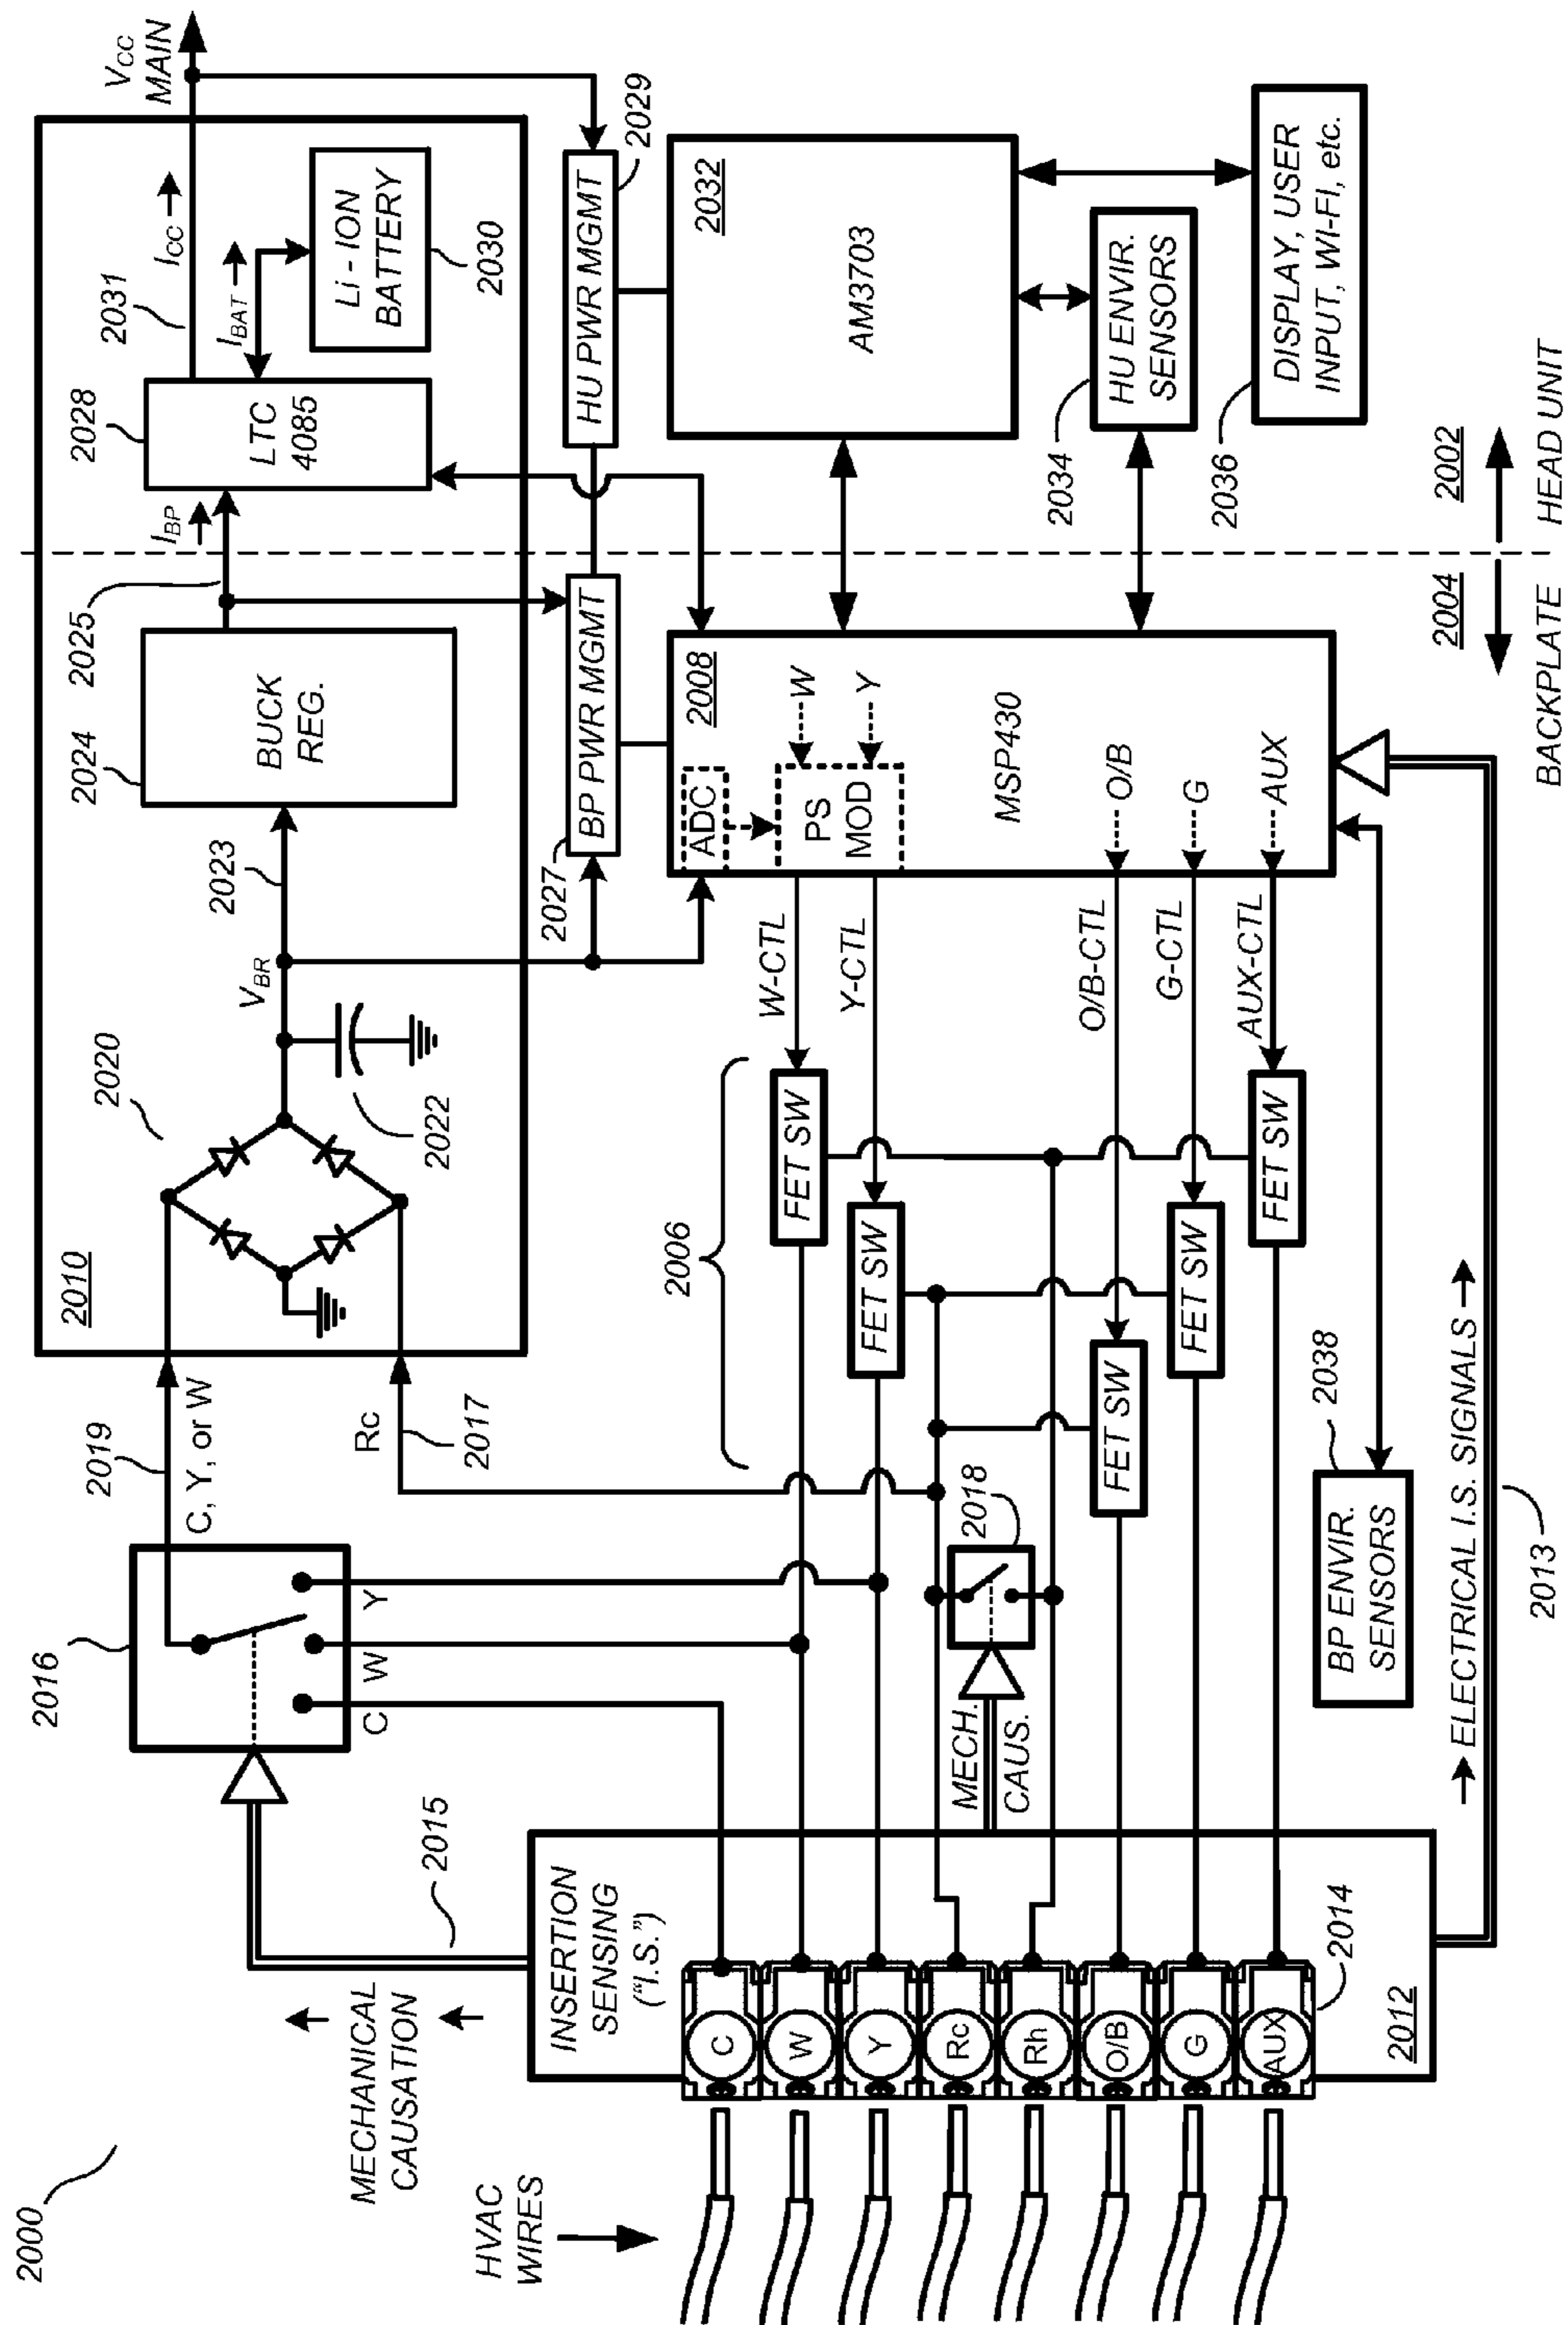 2000
HVAC
WIRES
MECHANICAL
CAUSATION
2015
INSERTION
SENSING
("I.S.")
C
W
Y
Rc
Rh
O/B
G
AUX
2012
2014
2016
C
W
Y
2019
C, Y, or W
Rc
2017
MECH.
CAUS.
2018
2006
FET SW
FET SW
FET SW
FET SW
FET SW
BP ENVIR.
SENSORS
2038
ELECTRICAL I.S. SIGNALS
2013
2010
2020
2022
VBR
2023
2024
BUCK
REG.
2025
IBP
2028
LTC
4085
2031
ICC
IBAT
Li - ION
BATTERY
2030
VCC
MAIN
2027
BP PWR MGMT
HU PWR MGMT
2029
W-CTL
Y-CTL
O/B-CTL
G-CTL
AUX-CTL
2008
ADC
PS
MOD
W
Y
MSP430
O/B
G
AUX
2032
AM3703
2034
HU ENVIR.
SENSORS
2036
DISPLAY, USER
INPUT, WI-FI, etc.
2004
BACKPLATE
2002
HEAD UNIT